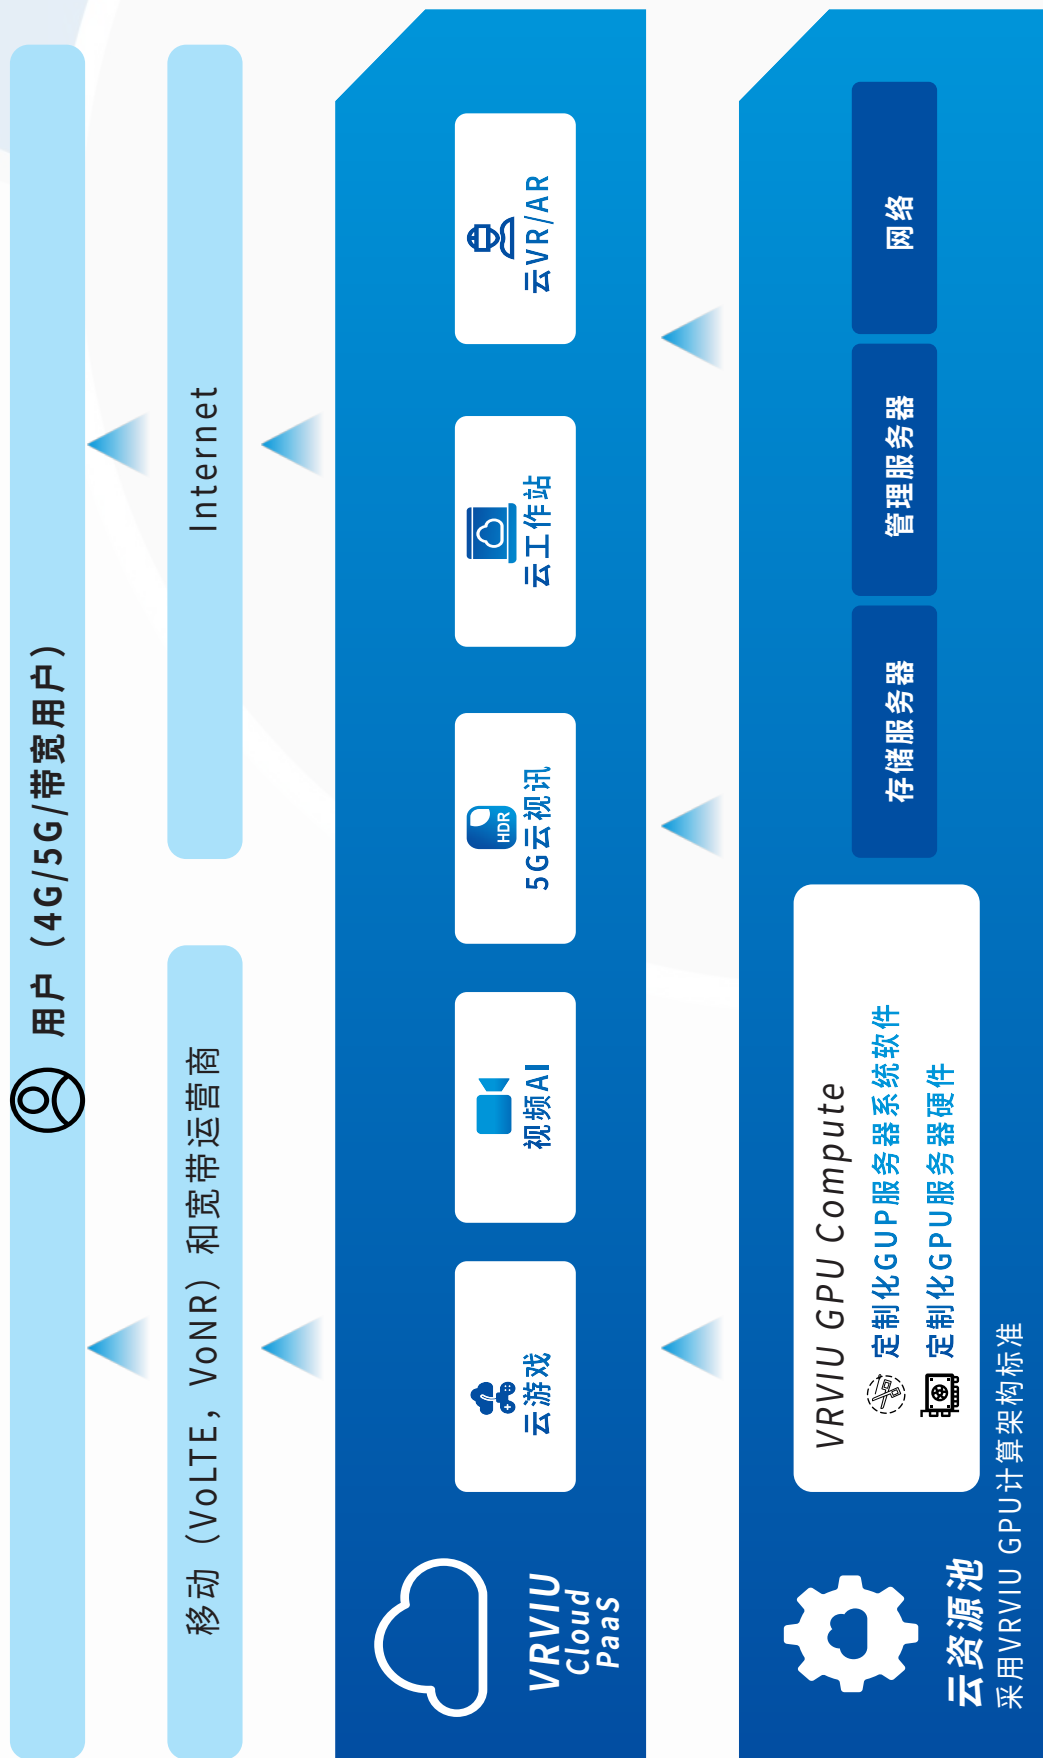 用户（4G/5G/带宽用户）
移动（VoLTE，VoNR）和宽带运营商
Internet
VRVIU
Cloud
PaaS
云游戏
视频AI
HDR
5G云视讯
云工作站
云VR/AR
云资源池
采用VRVIU GPU计算架构标准
VRVIU GPU Compute
定制化GUP服务器系统软件
定制化GPU服务器硬件
存储服务器
管理服务器
网络